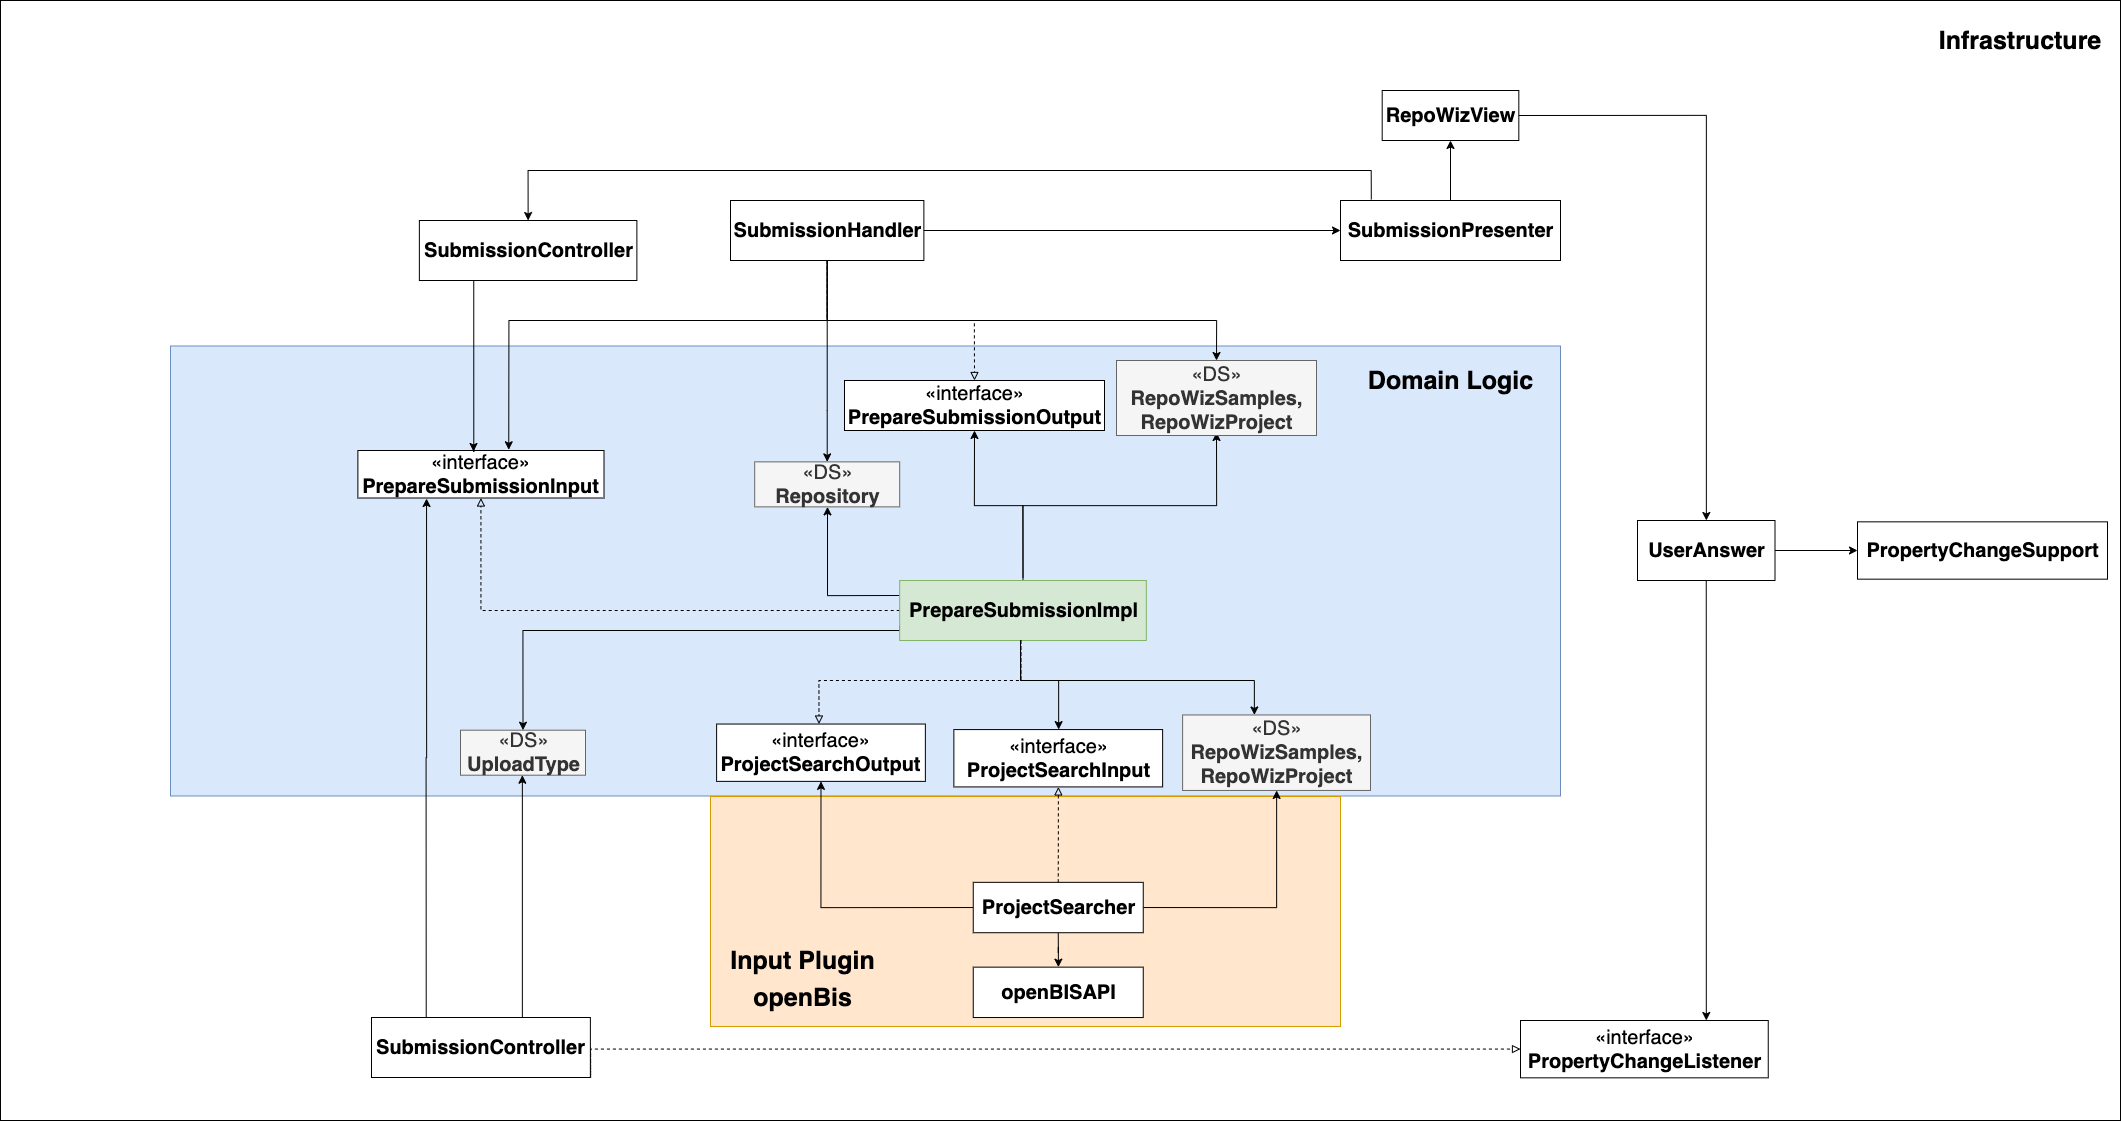 Infrastructure
RepoWizView
SubmissionController
SubmissionHandler
SubmissionPresenter
Domain Logic
«interface»
PrepareSubmissionOutput
«DS»
RepoWizSamples,
RepoWizProject
«interface»
PrepareSubmissionInput
«DS»
Repository
UserAnswer
PropertyChangeSupport
PrepareSubmissionImpl
«DS»
UploadType
«interface»
ProjectSearchOutput
«interface»
ProjectSearchInput
«DS»
RepoWizSamples,
RepoWizProject
ProjectSearcher
Input Plugin
openBis
openBISAPI
SubmissionController
«interface»
PropertyChangeListener